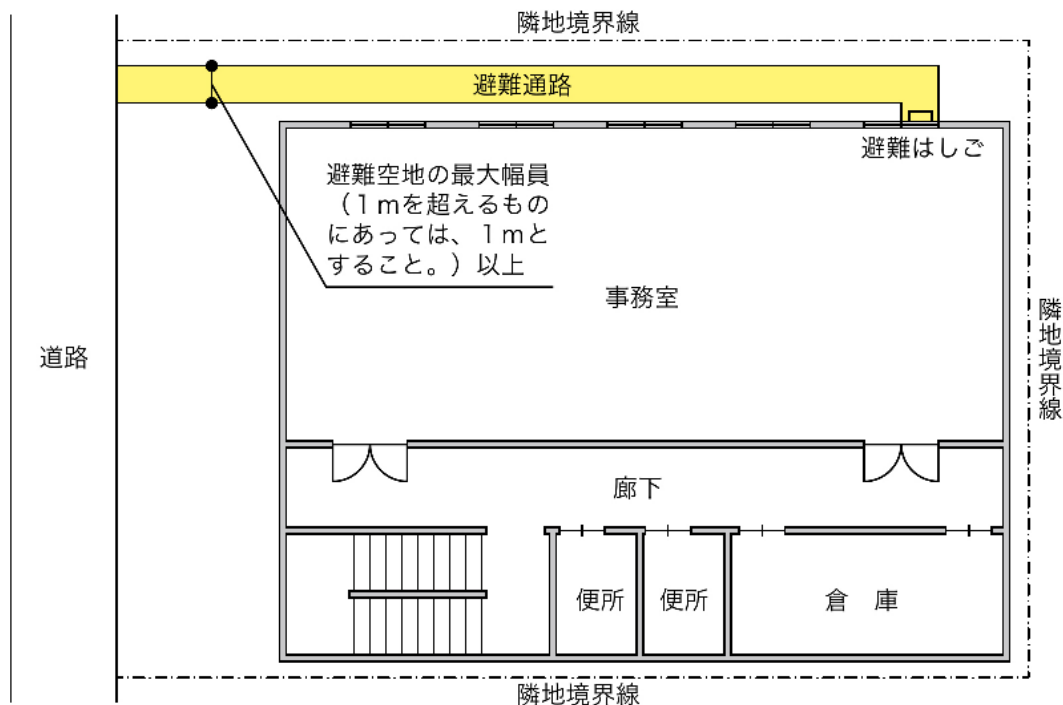 隣地境界線
避難通路
避難はしご
避難空地の最大幅員
（１ｍを超えるもの
にあっては、１ｍと
すること。）以上
事務室
道路
隣地境界線
廊下
便所
便所
倉　庫
隣地境界線